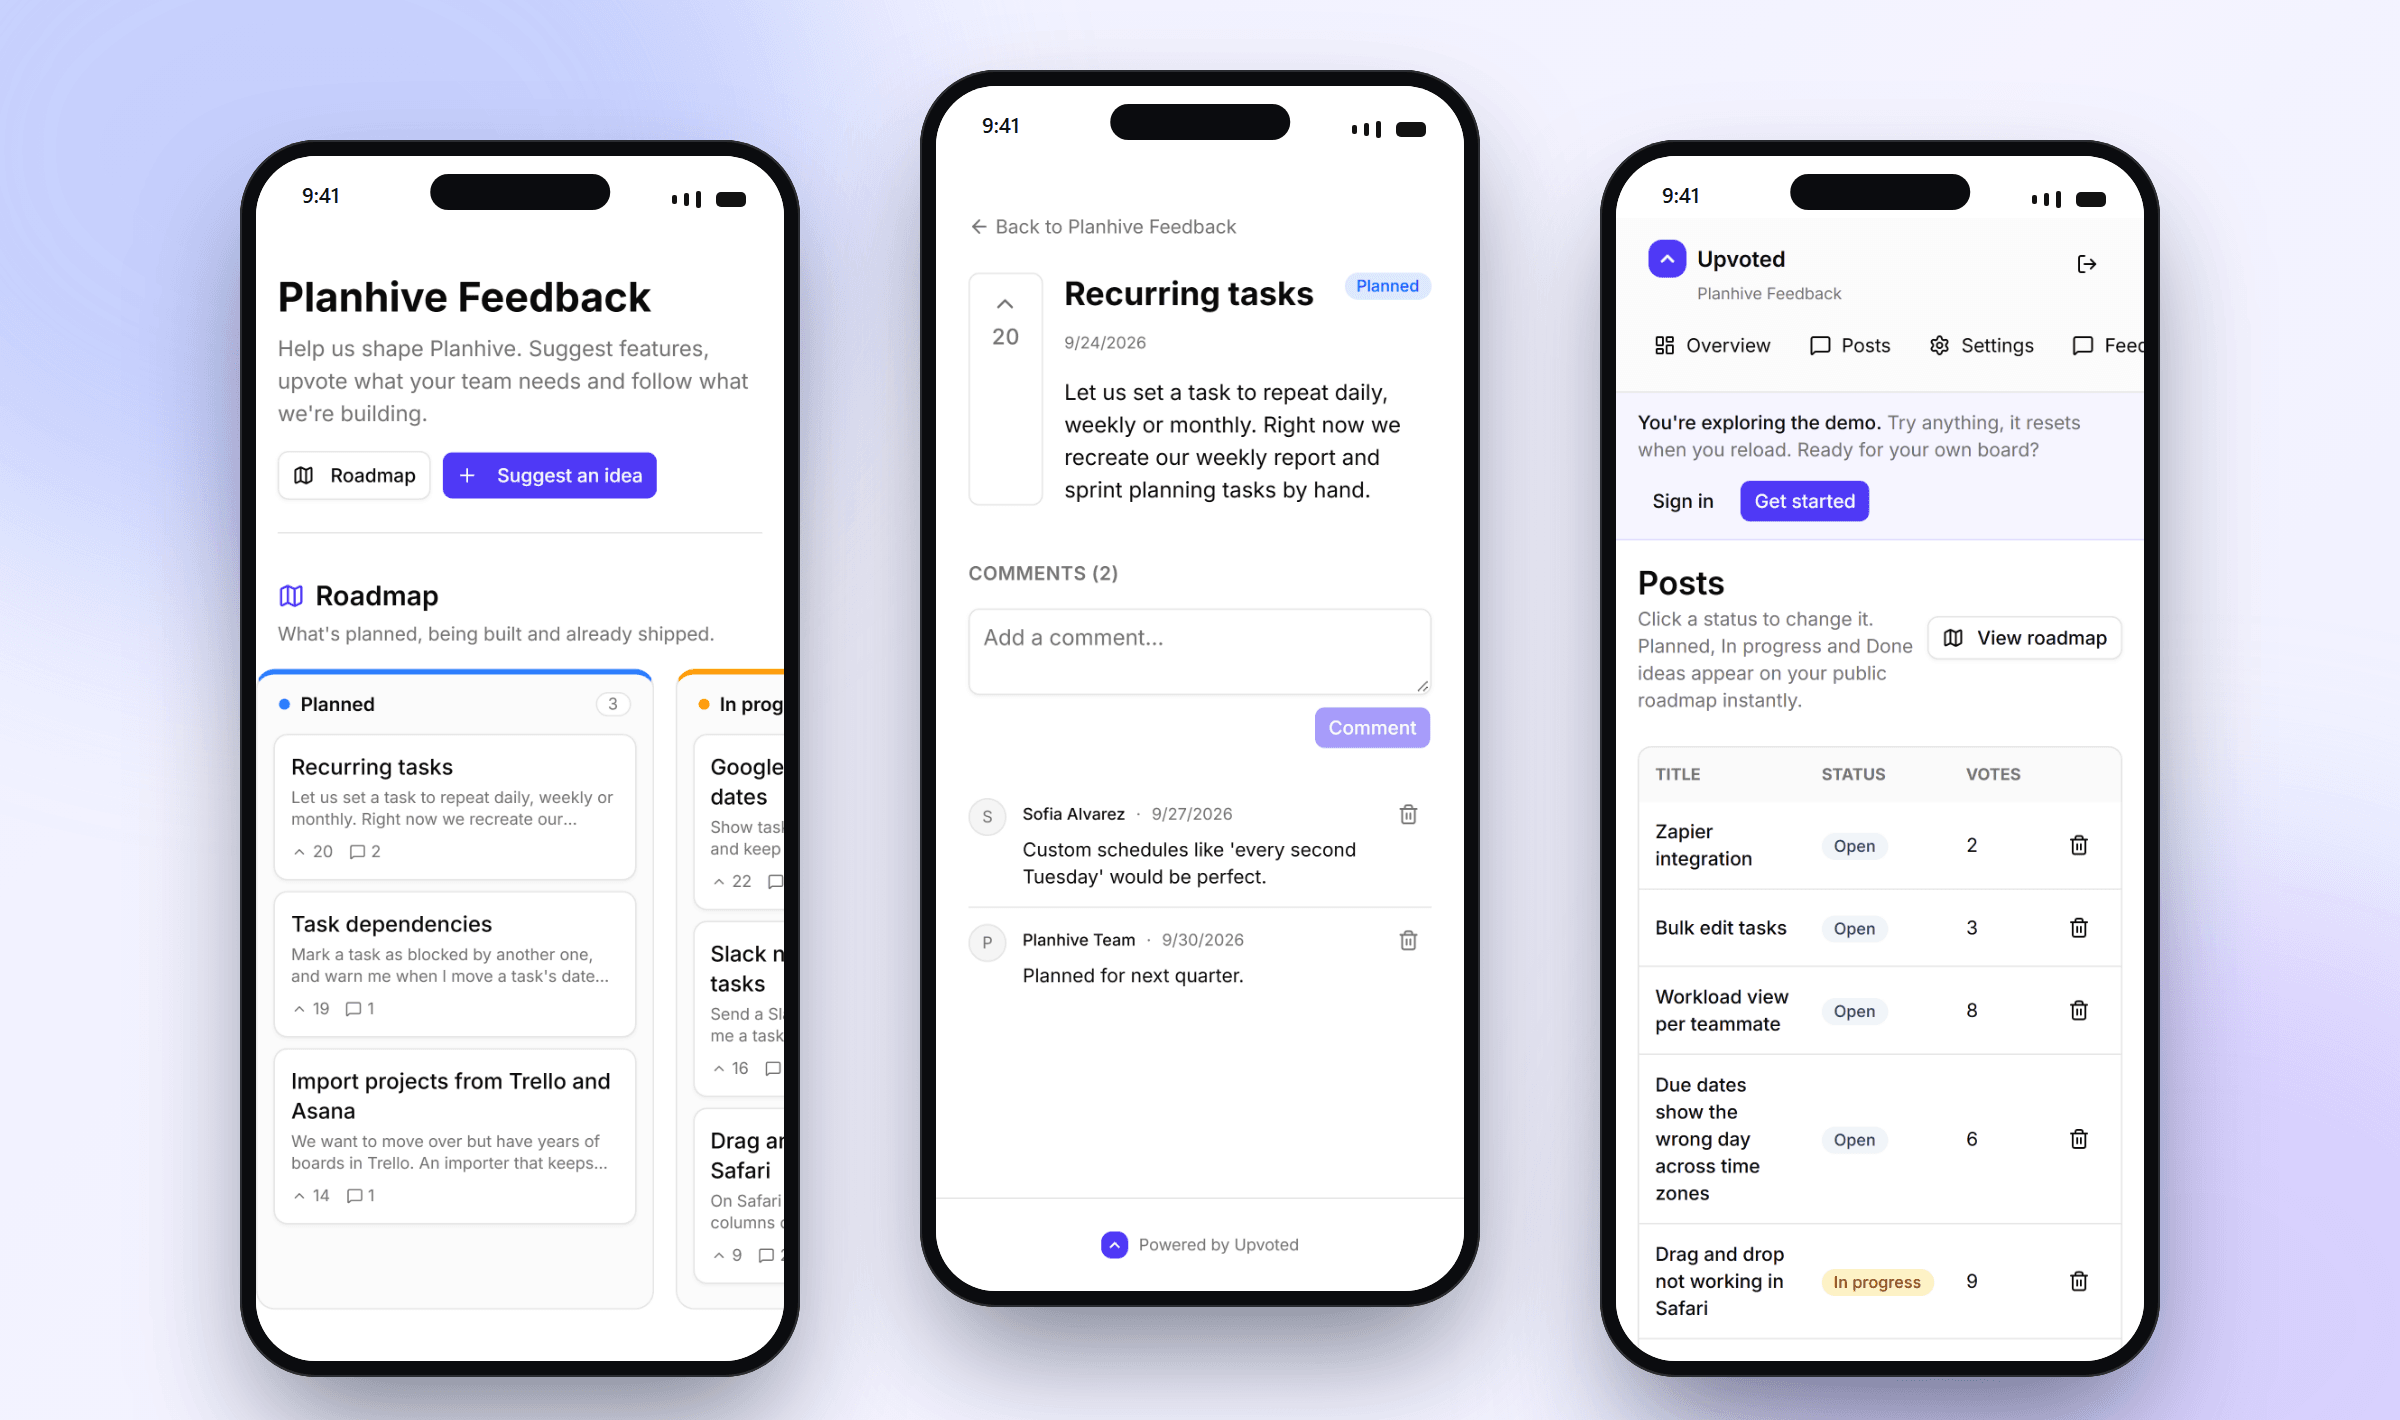 9:41
Planhive Feedback
Help us shape Planhive. Suggest features,
upvote what your team needs and follow what
we're building.
Roadmap
Suggest an idea
Roadmap
What's planned, being built and already shipped.
Planned
3
Recurring tasks
Let us set a task to repeat daily, weekly or
monthly. Right now we recreate our...
20
2
Task dependencies
Mark a task as blocked by another one,
and warn me when I move a task's date...
19
1
Import projects from Trello and
Asana
We want to move over but have years of
boards in Trello. An importer that keeps...
14
1
In prog
Google
dates
Show task
and keep
22
Slack n
tasks
Send a Sl
me a task
16
Drag an
Safari
On Safari
columns
9
2
9:41
Back to Planhive Feedback
20
Recurring tasks
Planned
9/24/2026
Let us set a task to repeat daily,
weekly or monthly. Right now we
recreate our weekly report and
sprint planning tasks by hand.
COMMENTS (2)
Add a comment...
Comment
S
Sofia Alvarez · 9/27/2026
Custom schedules like 'every second
Tuesday' would be perfect.
P
Planhive Team · 9/30/2026
Planned for next quarter.
Powered by Upvoted
9:41
Upvoted
Planhive Feedback
Overview
Posts
Settings
Feed
You're exploring the demo. Try anything, it resets
when you reload. Ready for your own board?
Sign in
Get started
Posts
Click a status to change it.
Planned, In progress and Done
ideas appear on your public
roadmap instantly.
View roadmap
TITLE STATUS VOTES
Zapier
integration
Open
2
Bulk edit tasks
Open
3
Workload view
per teammate
Open
8
Due dates
show the
wrong day
across time
zones
Open
6
Drag and drop
not working in
Safari
In progress
9